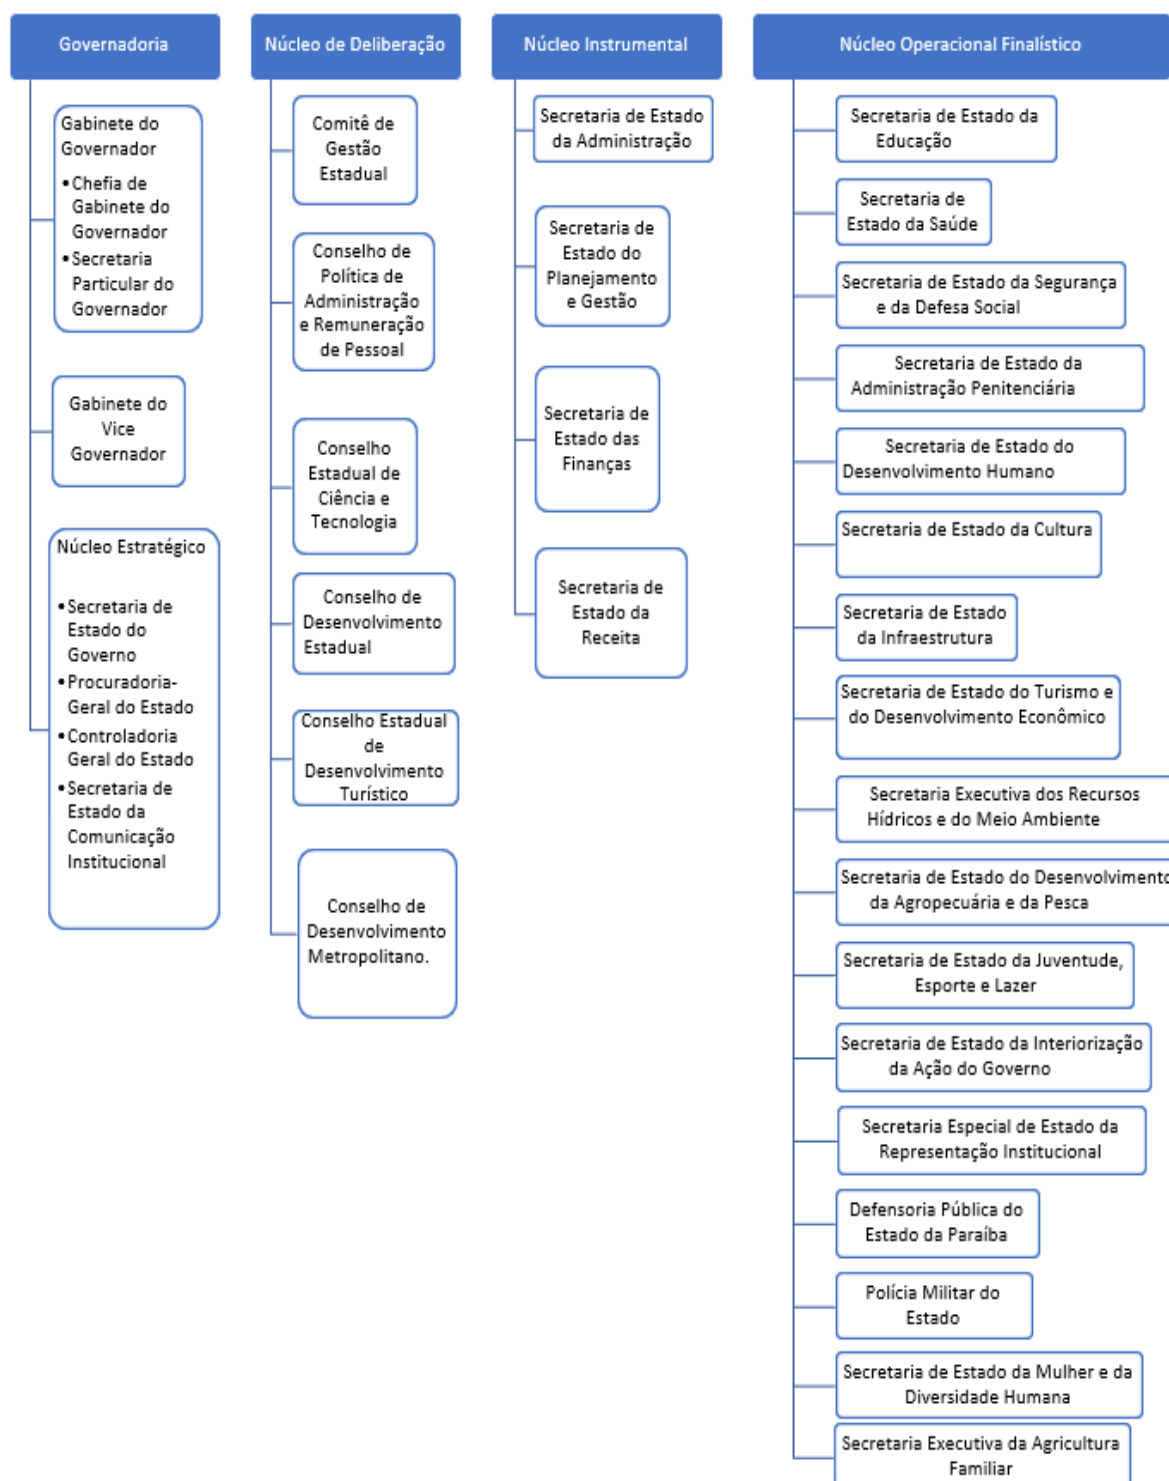 Governadoria
Gabinete do
Governador
•Chefia de
Gabinete do
Governador
•Secretaria
Particular do
Governador
Gabinete do
Vice
Governador
Núcleo Estratégico
•Secretaria de
Estado do
Governo
•Procuradoria-
Geral do Estado
•Controladoria
Geral do Estado
•Secretaria de
Estado da
Comunicação
Institucional
Núcleo de Deliberação
Comitê de
Gestão
Estadual
Conselho de
Política de
Administração
e Remuneração
de Pessoal
Conselho
Estadual de
Ciência e
Tecnologia
Conselho de
Desenvolvimento
Estadual
Conselho Estadual
de
Desenvolvimento
Turístico
Conselho de
Desenvolvimento
Metropolitano.
Núcleo Instrumental
Secretaria de Estado
da Administração
Secretaria de
Estado do
Planejamento
e Gestão
Secretaria de
Estado das
Finanças
Secretaria de
Estado da
Receita
Núcleo Operacional Finalístico
Secretaria de Estado da
Educação
Secretaria de
Estado da Saúde
Secretaria de Estado da Segurança
e da Defesa Social
Secretaria de Estado da
Administração Penitenciária
Secretaria de Estado do
Desenvolvimento Humano
Secretaria de Estado da Cultura
Secretaria de Estado
da Infraestrutura
Secretaria de Estado do Turismo e
do Desenvolvimento Econômico
Secretaria Executiva dos Recursos
Hídricos e do Meio Ambiente
Secretaria de Estado do Desenvolvimento
da Agropecuária e da Pesca
Secretaria de Estado da Juventude,
Esporte e Lazer
Secretaria de Estado da Interiorização
da Ação do Governo
Secretaria Especial de Estado da
Representação Institucional
Defensoria Pública do
Estado da Paraíba
Polícia Militar do
Estado
Secretaria de Estado da Mulher e da
Diversidade Humana
Secretaria Executiva da Agricultura
Familiar